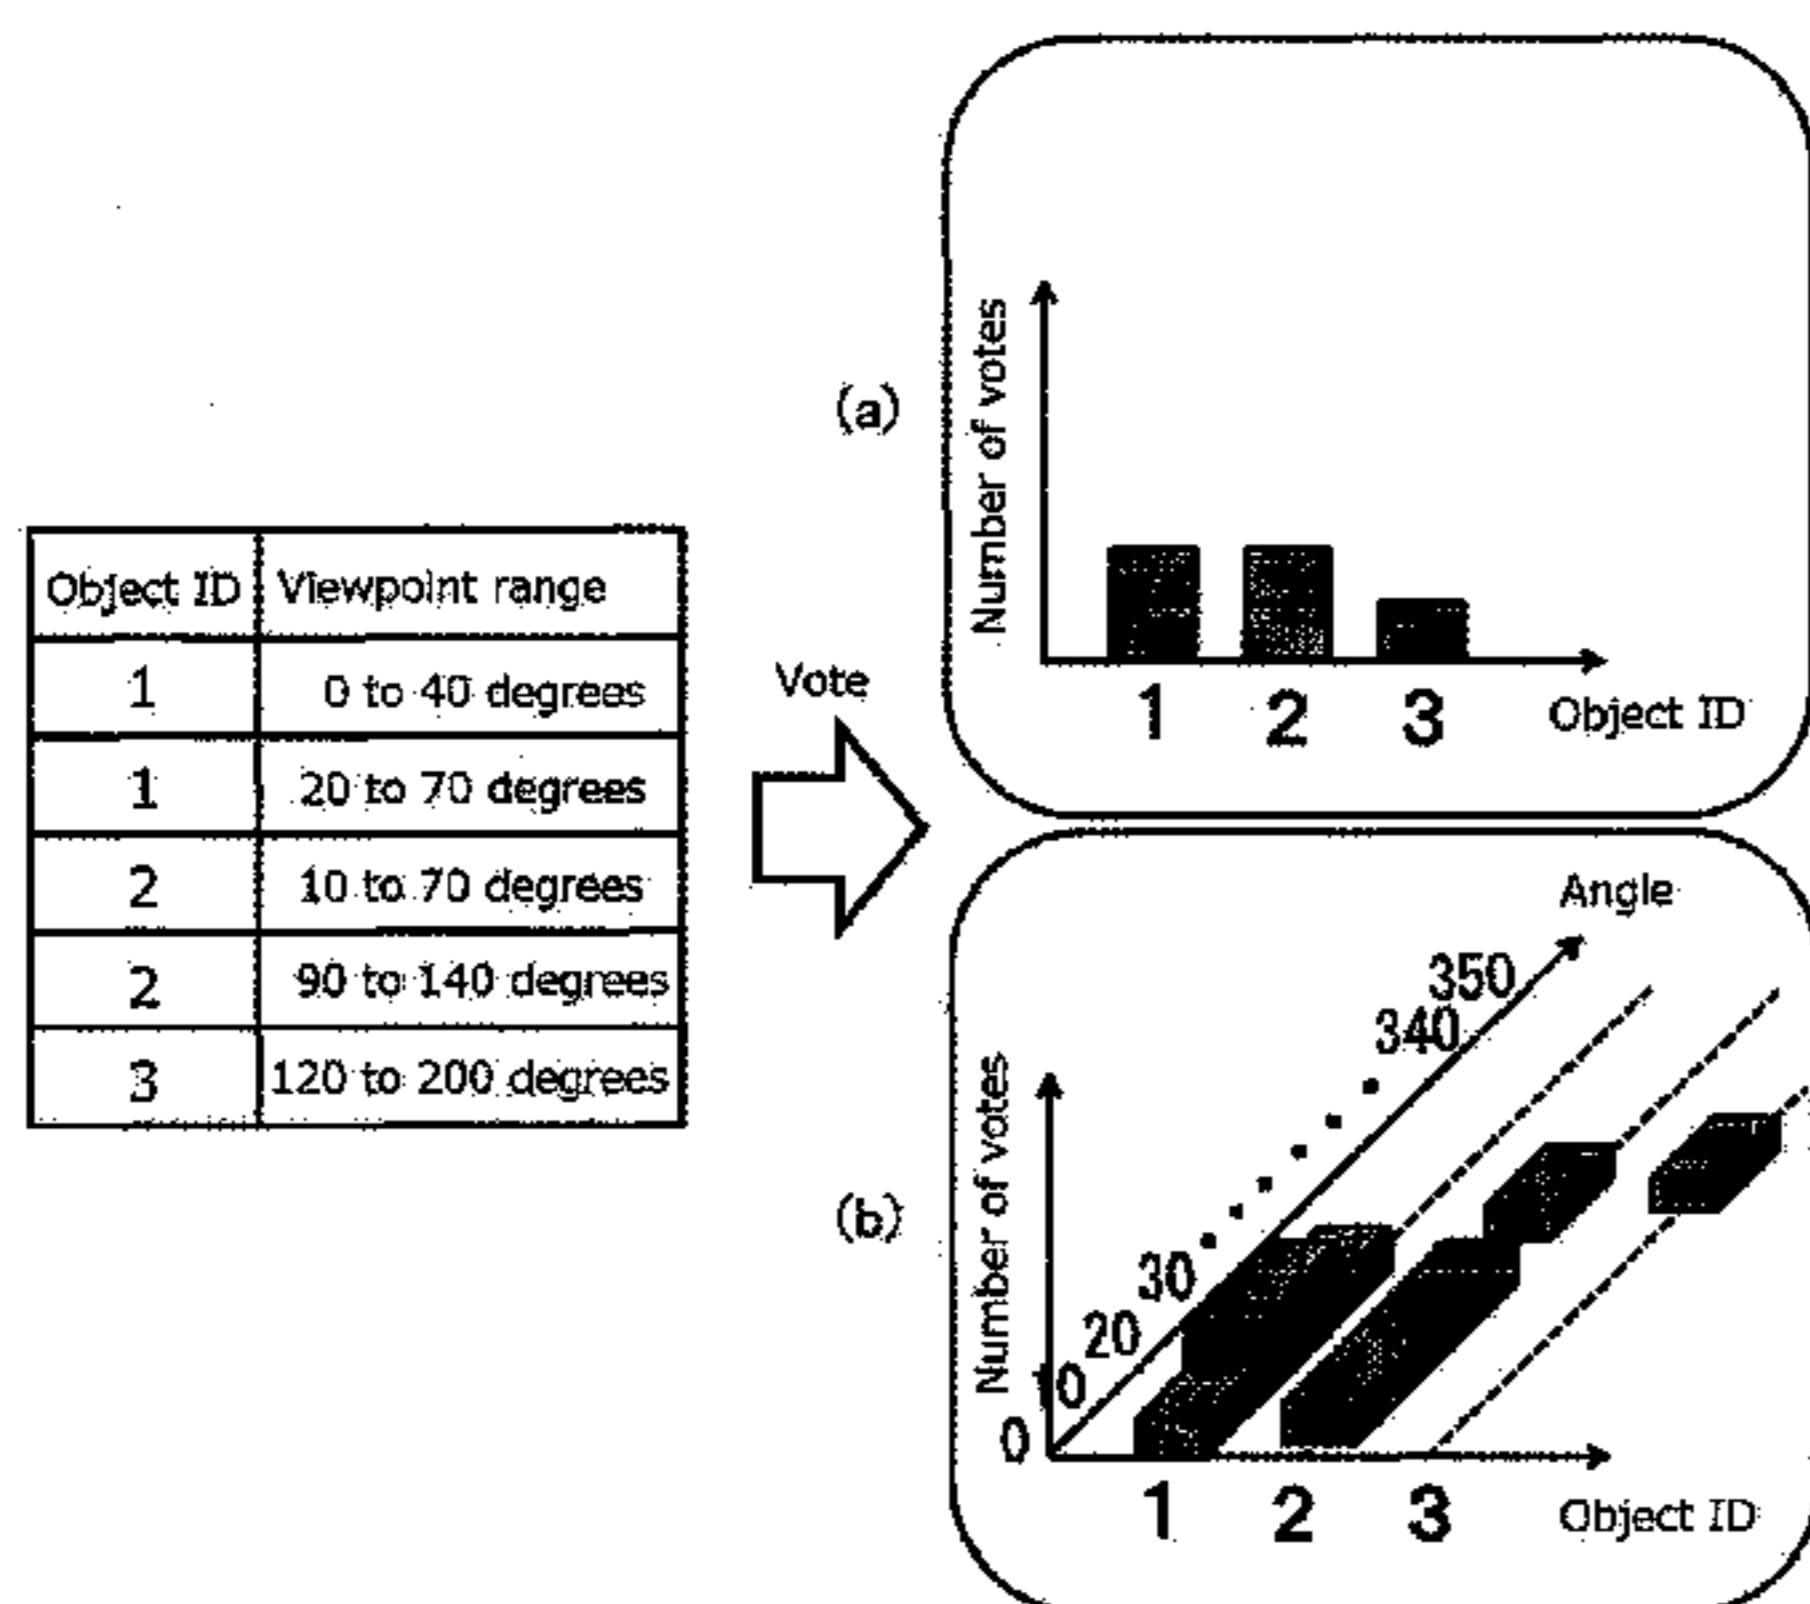 Object ID Viewpoint range
1 0 to 40 degrees
1 20 to 70 degrees
2 10 to 70 degrees
2 90 to 140 degrees
3 120 to 200 degrees
Vote
(a)
Number of votes
1 2 3
Object ID
(b)
Number of votes
Angle
350
340
30
20
10
0
1 2 3
Object ID